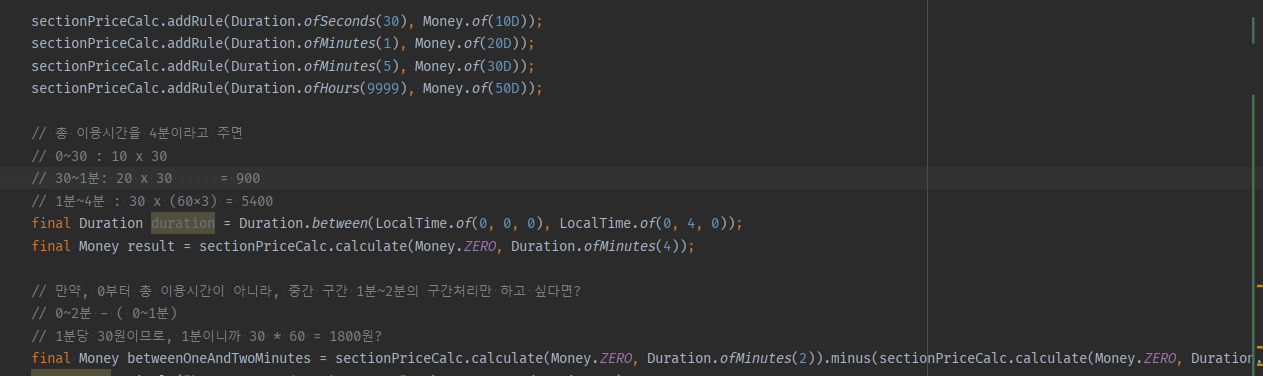 sectionPriceCalc.addRule(Duration.ofSeconds(30), Money.of(10D));
sectionPriceCalc.addRule(Duration.ofMinutes(1), Money.of(20D));
sectionPriceCalc.addRule(Duration.ofMinutes(5), Money.of(30D));
sectionPriceCalc.addRule(Duration.ofHours(9999), Money.of(50D));
// 총 이용시간을 4분이라고 주면
// 0~30 : 10 x 30
// 30~1분: 20 x 30 = 900
// 1분~4분 : 30 x (60×3) = 5400
final Duration duration = Duration.between(LocalTime.of(0, 0, 0), LocalTime.of(0, 4, 0));
final Money result = sectionPriceCalc.calculate(Money.ZERO, Duration.ofMinutes(4));
// 만약, 0부터 총 이용시간이 아니라, 중간 구간 1분~2분의 구간처리만 하고 싶다면?
// 0~2분 - ( 0~1분)
// 1분당 30원이므로, 1분이니까 30 * 60 = 1800원?
final Money betweenOneAndTwoMinutes = sectionPriceCalc.calculate(Money.ZERO, Duration.ofMinutes(2)).minus(sectionPriceCalc.calculate(Money.ZERO, Duration.